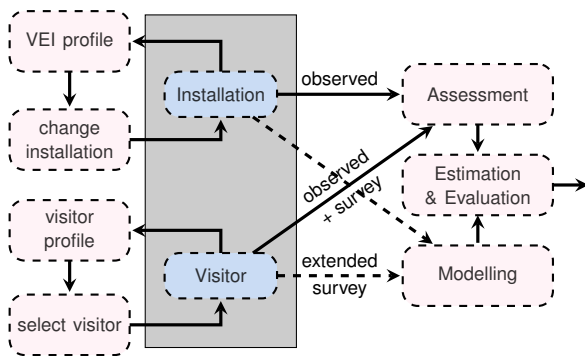 VEI profile
change
installation
visitor
profile
select visitor
Installation
Visitor
observed
observed
+ survey
extended
survey
Assessment
Estimation
& Evaluation
Modelling